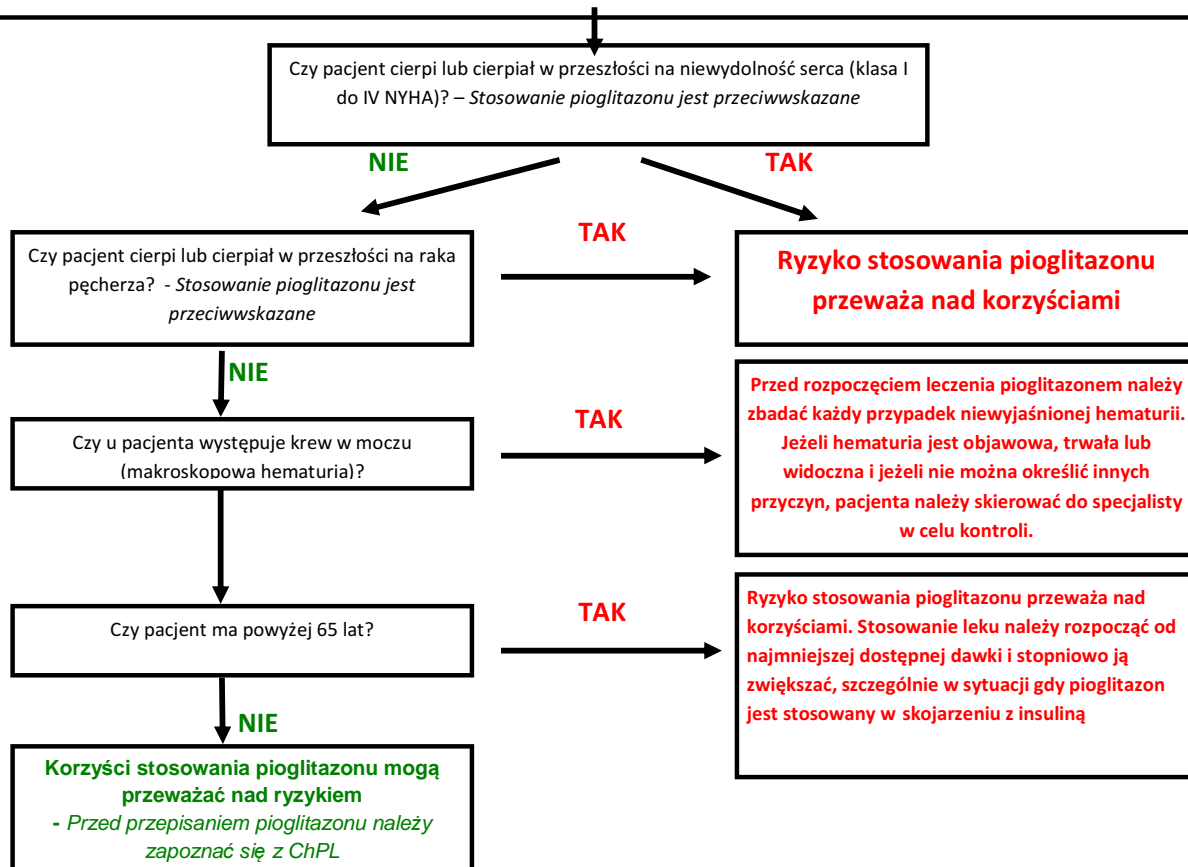 Czy pacjent cierpi lub cierpiał w przeszłości na niewydolność serca (klasa I
do IV NYHA)? – Stosowanie pioglitazonu jest przeciwwskazane
NIE
TAK
Czy pacjent cierpi lub cierpiał w przeszłości na raka
pęcherza? - Stosowanie pioglitazonu jest
przeciwwskazane
TAK
Ryzyko stosowania pioglitazonu
przeważa nad korzyściami
NIE
Czy u pacjenta występuje krew w moczu
(makroskopowa hematuria)?
TAK
Przed rozpoczęciem leczenia pioglitazonem należy
zbadać każdy przypadek niewyjaśnionej hematurii.
Jeżeli hematuria jest objawowa, trwała lub
widoczna i jeżeli nie można określić innych
przyczyn, pacjenta należy skierować do specjalisty
w celu kontroli.
Czy pacjent ma powyżej 65 lat?
TAK
Ryzyko stosowania pioglitazonu przeważa nad
korzyściami. Stosowanie leku należy rozpocząć od
najmniejszej dostępnej dawki i stopniowo ją
zwiększać, szczególnie w sytuacji gdy pioglitazon
jest stosowany w skojarzeniu z insuliną
NIE
Korzyści stosowania pioglitazonu mogą
przeważać nad ryzykiem
- Przed przepisaniem pioglitazonu należy
zapoznać się z ChPL